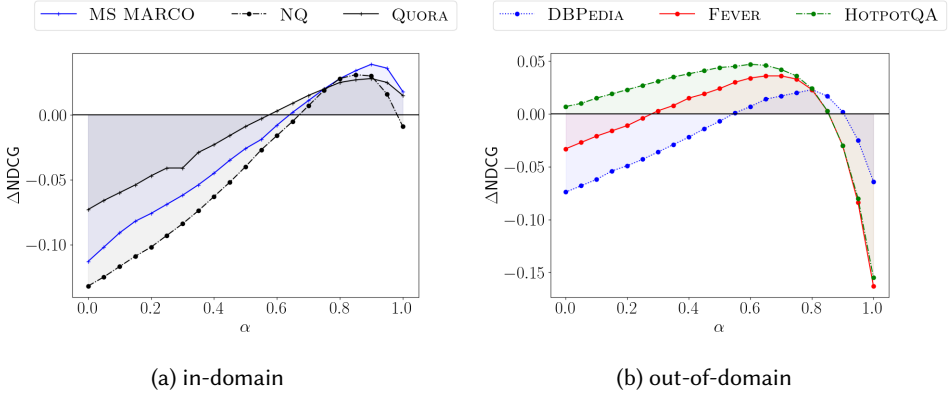 MS MARCO NQ QUORA
0.00
−0.05
−0.10
ΔNDCG
0.0 0.2 0.4 0.6 0.8 1.0
α
(a) in-domain
DBPEDIA FEVER HOTPOTQA
0.05
0.00
−0.05
−0.10
−0.15
ΔNDCG
0.0 0.2 0.4 0.6 0.8 1.0
α
(b) out-of-domain